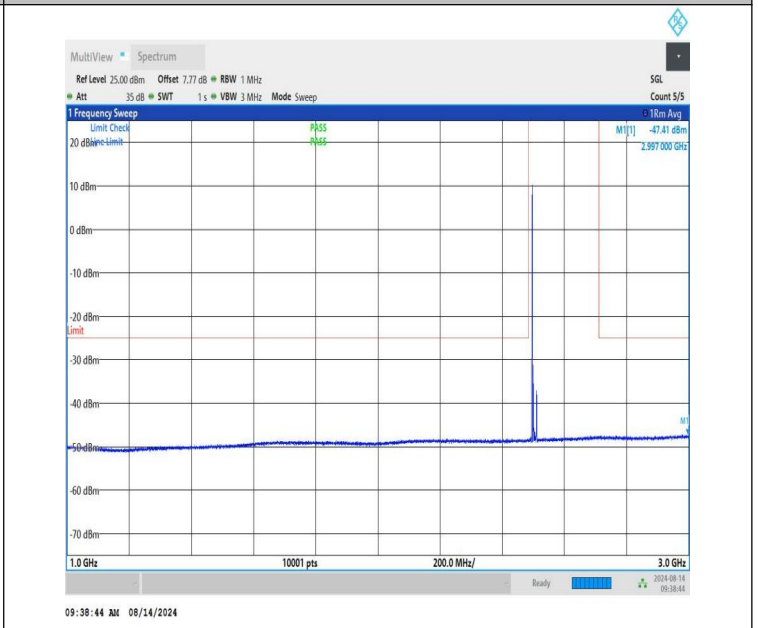 MultiView Spectrum
Ref Level 25.00 dBm Offset 7.77 dB RBW 1 MHz SGL
Att 35 dB SWT 1 s VBW 3 MHz Mode Sweep Count 5/5
1 Frequency Sweep 1Rm Avg
Limit Check PASS M1[1] -47.41 dBm
20 dBm Line Limit PASS 2.997 000 GHz
10 dBm
0 dBm
-10 dBm
-20 dBm
Limit
-30 dBm
-40 dBm
M1
-50 dBm
-60 dBm
-70 dBm
1.0 GHz 10001 pts 200.0 MHz/ 3.0 GHz
Ready 2024-08-14
09:38:44
09:38:44 AM 08/14/2024